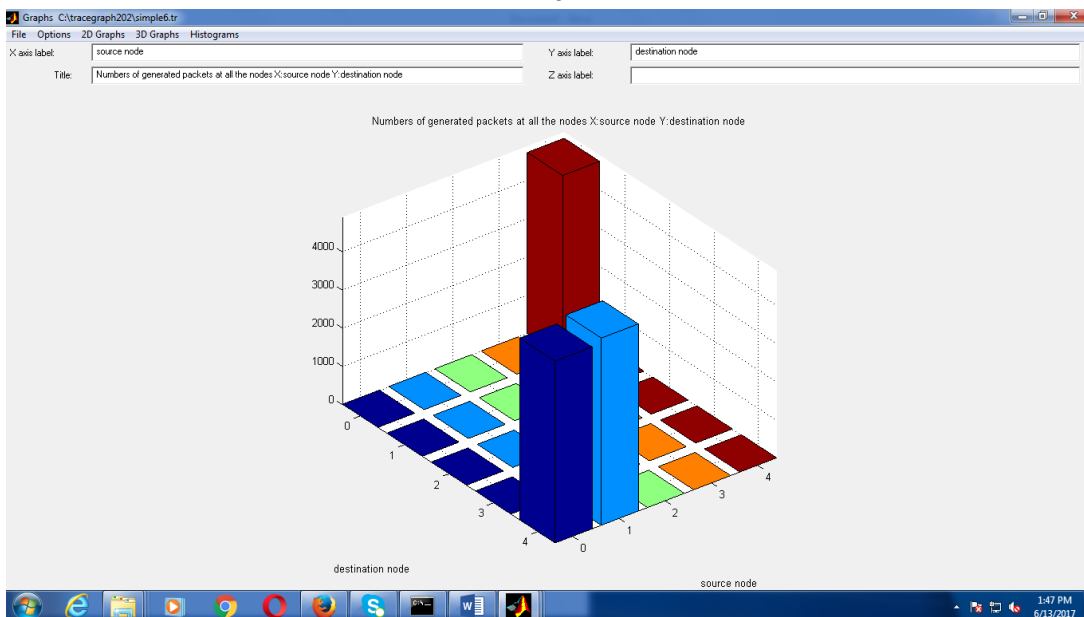 Graphs C:\tracegraph202\simple6.tr
File Options 2D Graphs 3D Graphs Histograms
X axis label: source node Y axis label: destination node
Title: Numbers of generated packets at all the nodes X:source node Y:destination node Z axis label:
Numbers of generated packets at all the nodes X:source node Y:destination node
4000
3000
2000
1000
0
0
1
2
3
4
0
1
2
3
4
destination node
source node
1:47 PM
6/13/2017